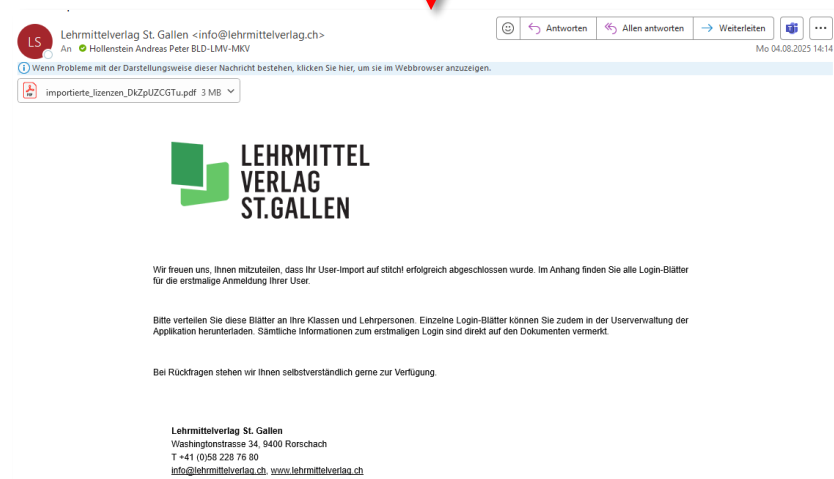 LS
Lehrmittelverlag St. Gallen <info@lehrmittelverlag.ch>
An Hollenstein Andreas Peter BLD-LMV-MKV
Antworten
Allen antworten
Weiterleiten
Mo 04.08.2025 14:14
Wenn Probleme mit der Darstellungsweise dieser Nachricht bestehen, klicken Sie hier, um sie im Webbrowser anzuzeigen.
importierte_lizenzen_DkZpUZCGTu.pdf 3 MB
LEHRMITTEL
VERLAG
ST.GALLEN
Wir freuen uns, Ihnen mitzuteilen, dass Ihr User-Import auf stitch! erfolgreich abgeschlossen wurde. Im Anhang finden Sie alle Login-Blätter
für die erstmalige Anmeldung Ihrer User.
Bitte verteilen Sie diese Blätter an Ihre Klassen und Lehrpersonen. Einzelne Login-Blätter können Sie zudem in der Userverwaltung der
Applikation herunterladen. Sämtliche Informationen zum erstmaligen Login sind direkt auf den Dokumenten vermerkt.
Bei Rückfragen stehen wir Ihnen selbstverständlich gerne zur Verfügung.
Lehrmittelverlag St. Gallen
Washingtonstrasse 34, 9400 Rorschach
T +41 (0)58 228 76 80
info@lehrmittelverlag.ch, www.lehrmittelverlag.ch